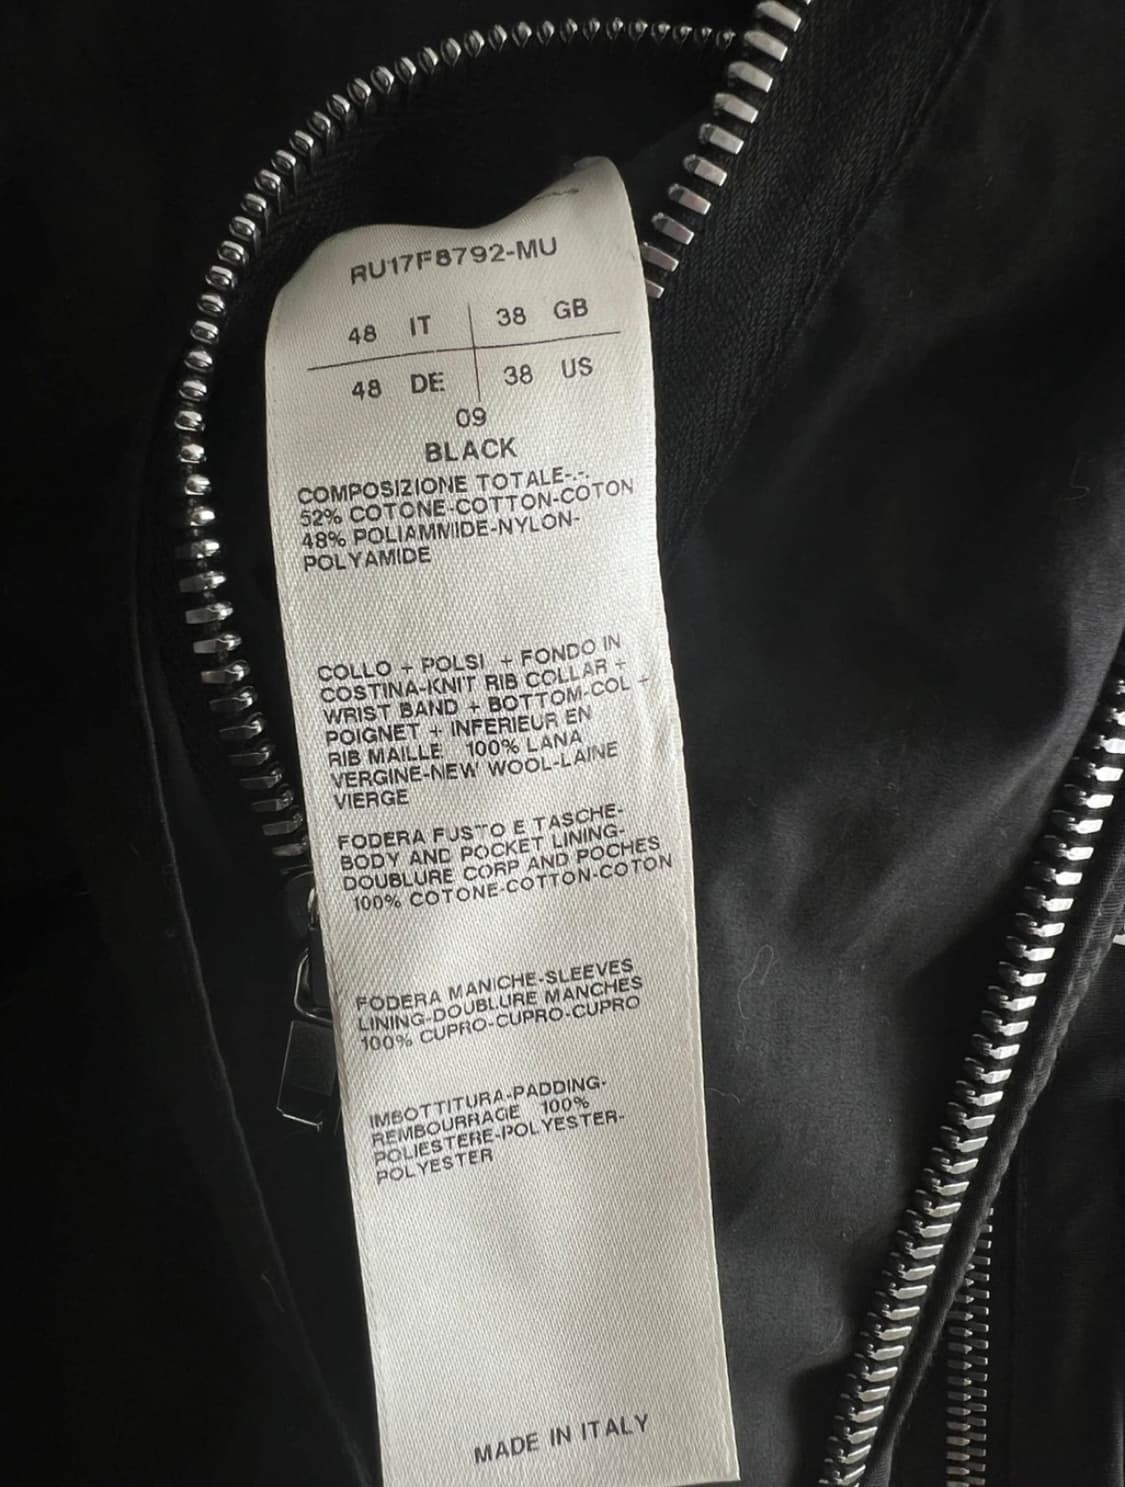 RU17F8792-MU
48 IT 38 GB
48 DE 38 US
09
BLACK
COMPOSIZIONE TOTALE-.-.
52% COTONE-COTTON-COTON
48% POLIAMMIDE-NYLON-
POLYAMIDE
COLLO + POLSI + FONDO IN
COSTINA-KNIT RIB COLLAR +
WRIST BAND + BOTTOM-COL +
POIGNET + INFERIEUR EN
RIB MAILLE 100% LANA
VERGINE-NEW WOOL-LAINE
VIERGE
FODERA FUSTO E TASCHE-
BODY AND POCKET LINING-
DOUBLURE CORP AND POCHES
100% COTONE-COTTON-COTON
FODERA MANICHE-SLEEVES
LINING-DOUBLURE MANCHES
100% CUPRO-CUPRO-CUPRO
IMBOTTITURA-PADDING-
REMBOURRAGE 100%
POLIESTERE-POLYESTER-
POLYESTER
MADE IN ITALY